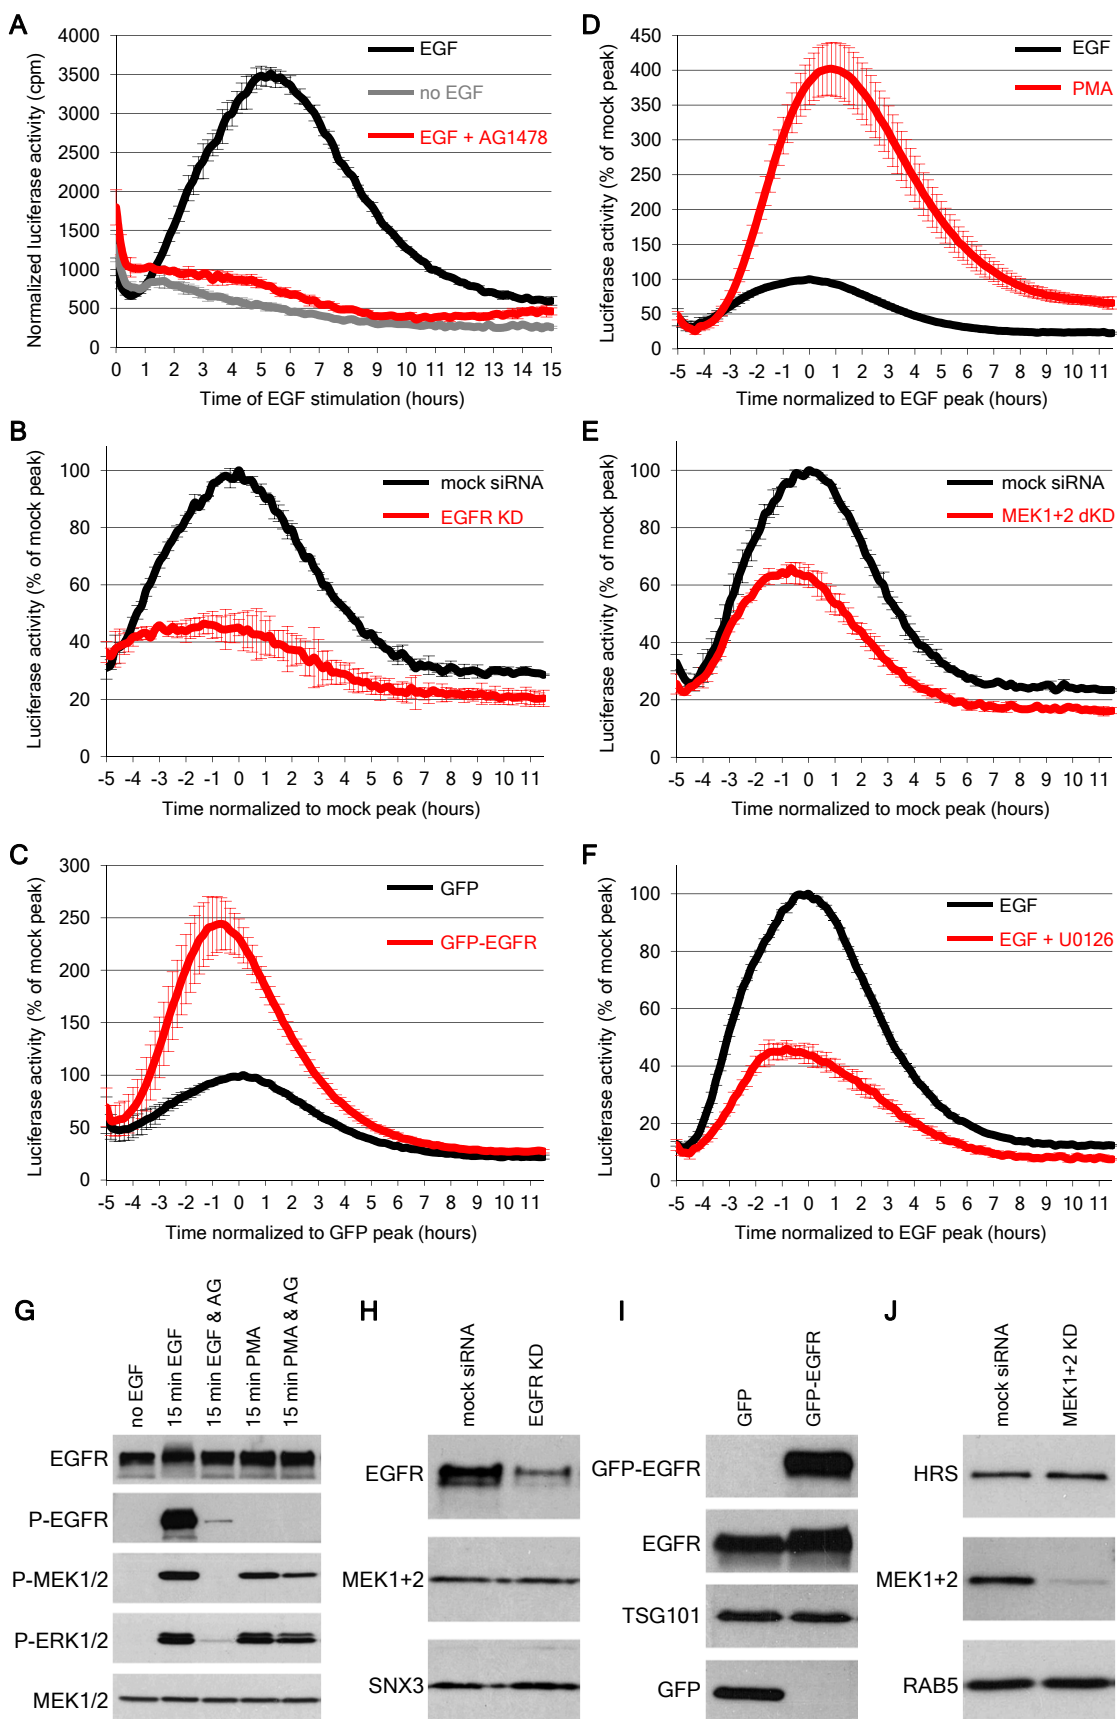 A
Normalized luciferase activity (cpm)
4000
3500
3000
2500
2000
1500
1000
500
0
EGF
no EGF
EGF + AG1478
0 1 2 3 4 5 6 7 8 9 10 11 12 13 14 15
Time of EGF stimulation (hours)
D
Luciferase activity (% of mock peak)
450
400
350
300
250
200
150
100
50
0
EGF
PMA
-5 -4 -3 -2 -1 0 1 2 3 4 5 6 7 8 9 10 11
Time normalized to EGF peak (hours)
B
Luciferase activity (% of mock peak)
100
80
60
40
20
0
mock siRNA
EGFR KD
-5 -4 -3 -2 -1 0 1 2 3 4 5 6 7 8 9 10 11
Time normalized to mock peak (hours)
E
Luciferase activity (% of mock peak)
100
80
60
40
20
0
mock siRNA
MEK1+2 dKD
-5 -4 -3 -2 -1 0 1 2 3 4 5 6 7 8 9 10 11
Time normalized to mock peak (hours)
C
Luciferase activity (% of mock peak)
300
250
200
150
100
50
0
GFP
GFP-EGFR
-5 -4 -3 -2 -1 0 1 2 3 4 5 6 7 8 9 10 11
Time normalized to GFP peak (hours)
F
Luciferase activity (% of mock peak)
100
80
60
40
20
0
EGF
EGF + U0126
-5 -4 -3 -2 -1 0 1 2 3 4 5 6 7 8 9 10 11
Time normalized to EGF peak (hours)
G
no EGF
15 min EGF
15 min EGF & AG
15 min PMA
15 min PMA & AG
EGFR
P-EGFR
P-MEK1/2
P-ERK1/2
MEK1/2
H
mock siRNA
EGFR KD
EGFR
MEK1+2
SNX3
I
GFP
GFP-EGFR
GFP-EGFR
EGFR
TSG101
GFP
J
mock siRNA
MEK1+2 KD
HRS
MEK1+2
RAB5